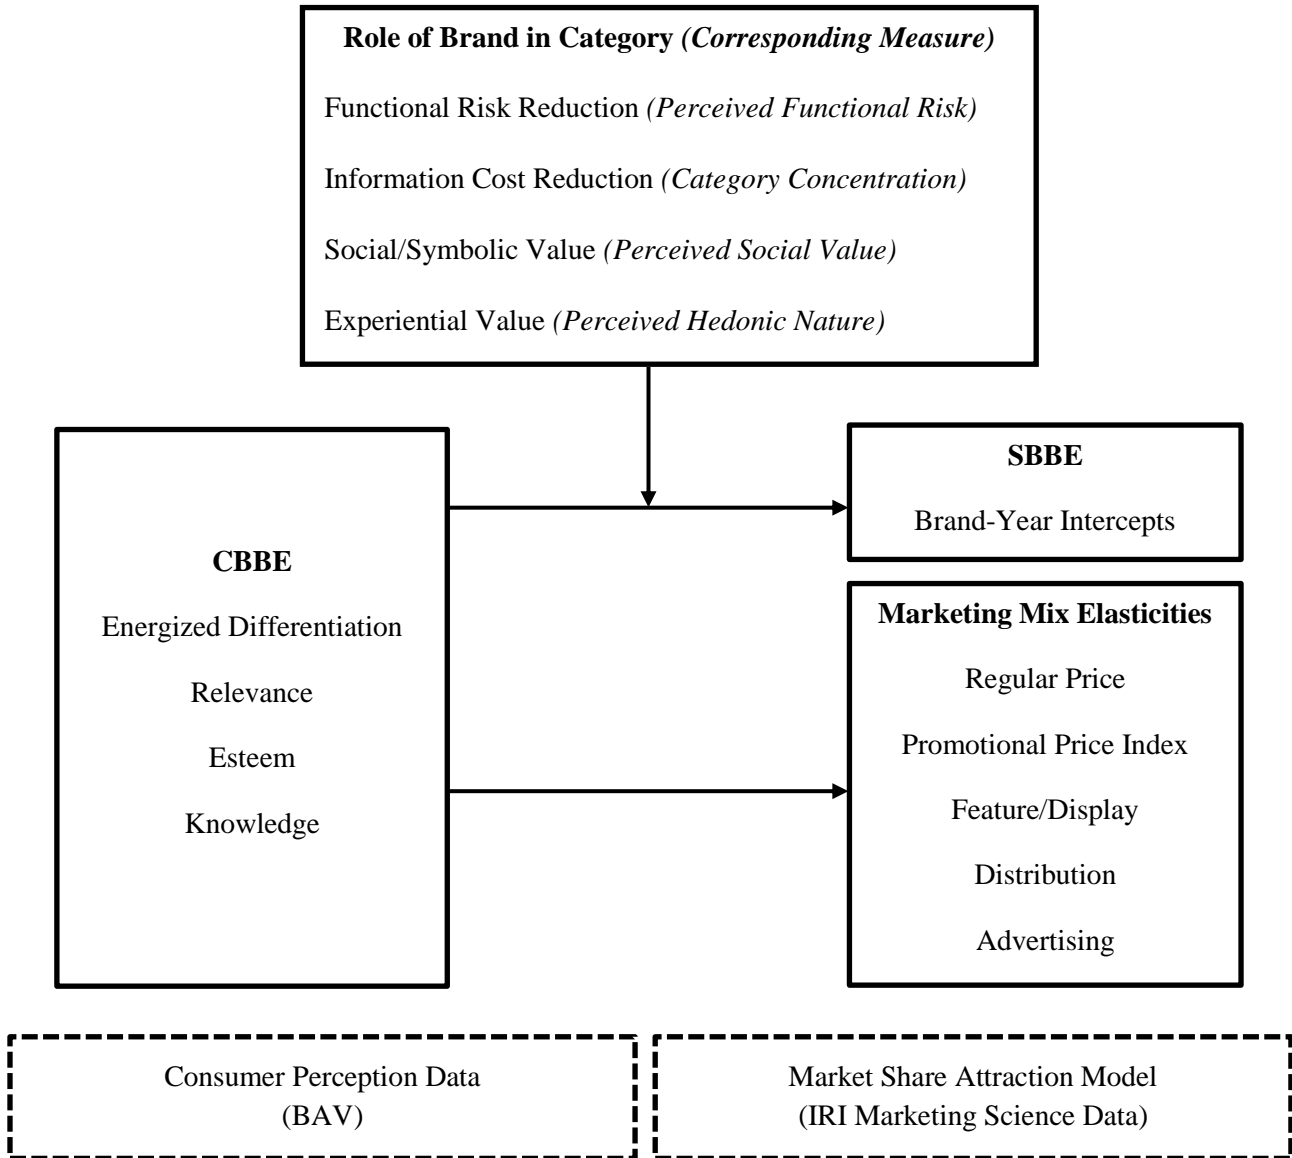 Role of Brand in Category (Corresponding Measure)
Functional Risk Reduction (Perceived Functional Risk)
Information Cost Reduction (Category Concentration)
Social/Symbolic Value (Perceived Social Value)
Experiential Value (Perceived Hedonic Nature)
CBBE
Energized Differentiation
Relevance
Esteem
Knowledge
SBBE
Brand-Year Intercepts
Marketing Mix Elasticities
Regular Price
Promotional Price Index
Feature/Display
Distribution
Advertising
Consumer Perception Data
(BAV)
Market Share Attraction Model
(IRI Marketing Science Data)